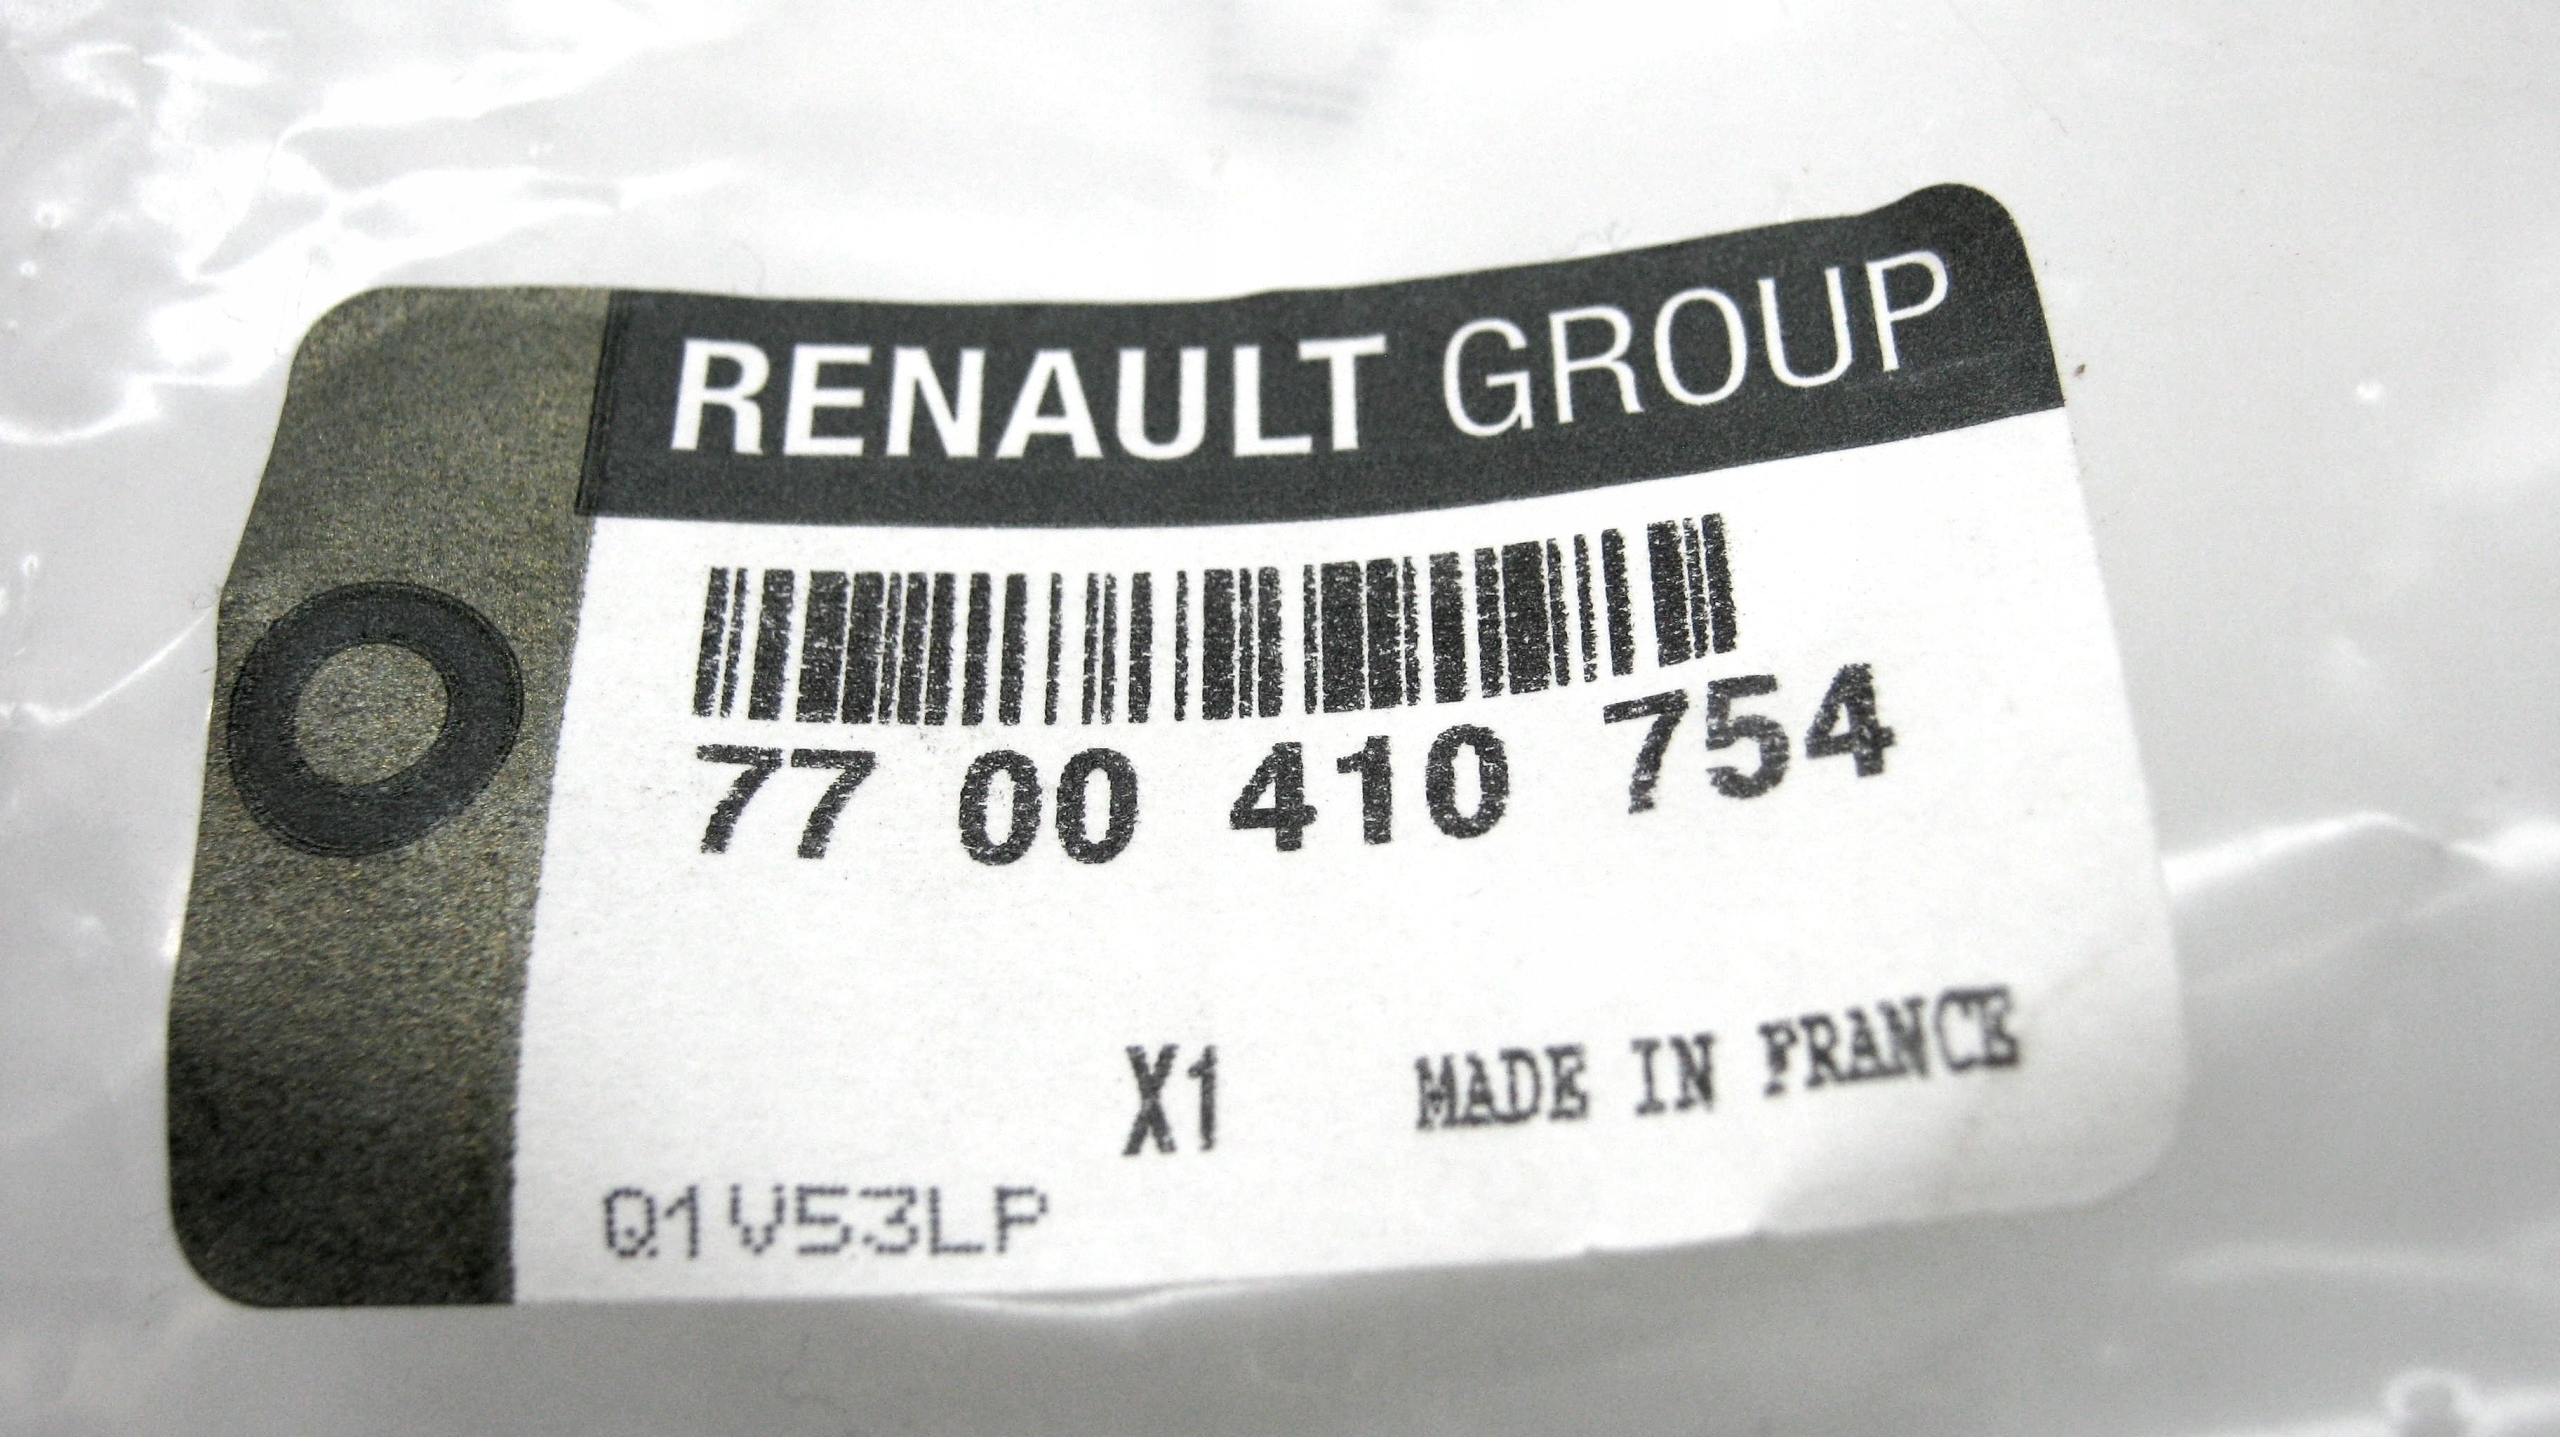 RENAULT GROUP
77 00 410 754
X1 MADE IN FRANCE
Q1V53LP